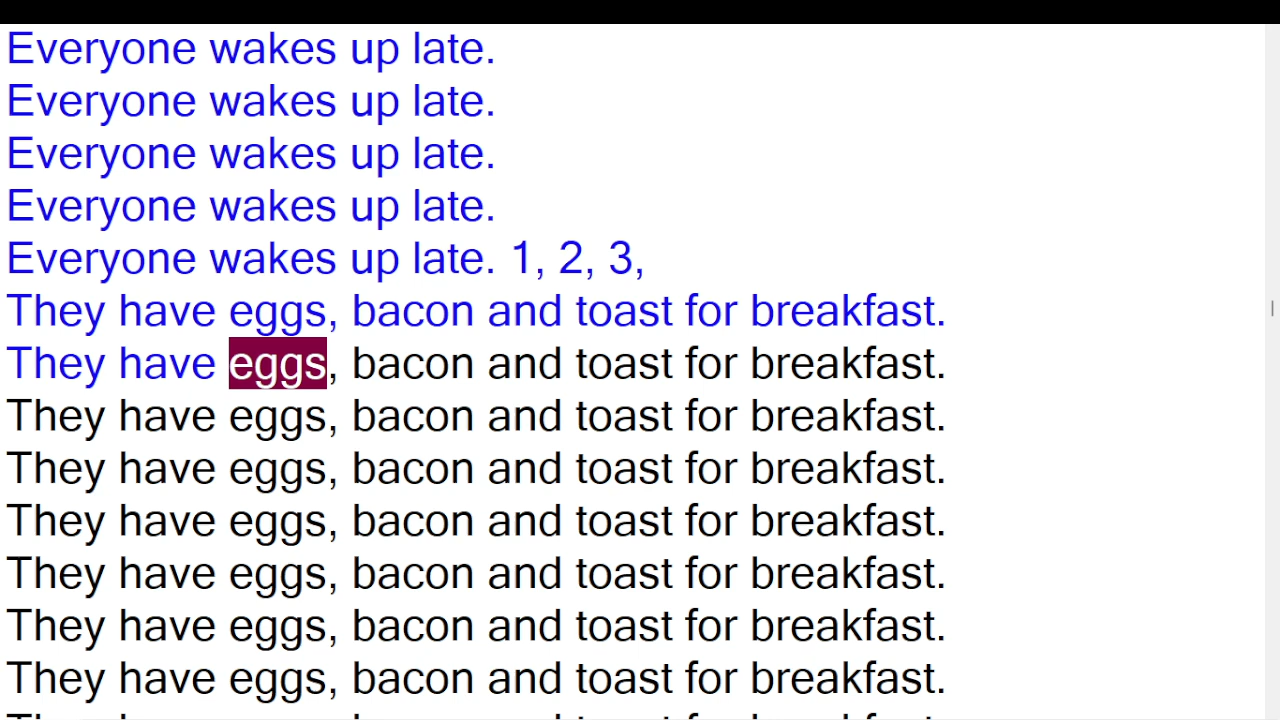 Everyone wakes up late.
Everyone wakes up late.
Everyone wakes up late.
Everyone wakes up late.
Everyone wakes up late. 1, 2, 3,
They have eggs, bacon and toast for breakfast.
They have eggs, bacon and toast for breakfast.
They have eggs, bacon and toast for breakfast.
They have eggs, bacon and toast for breakfast.
They have eggs, bacon and toast for breakfast.
They have eggs, bacon and toast for breakfast.
They have eggs, bacon and toast for breakfast.
They have eggs, bacon and toast for breakfast.